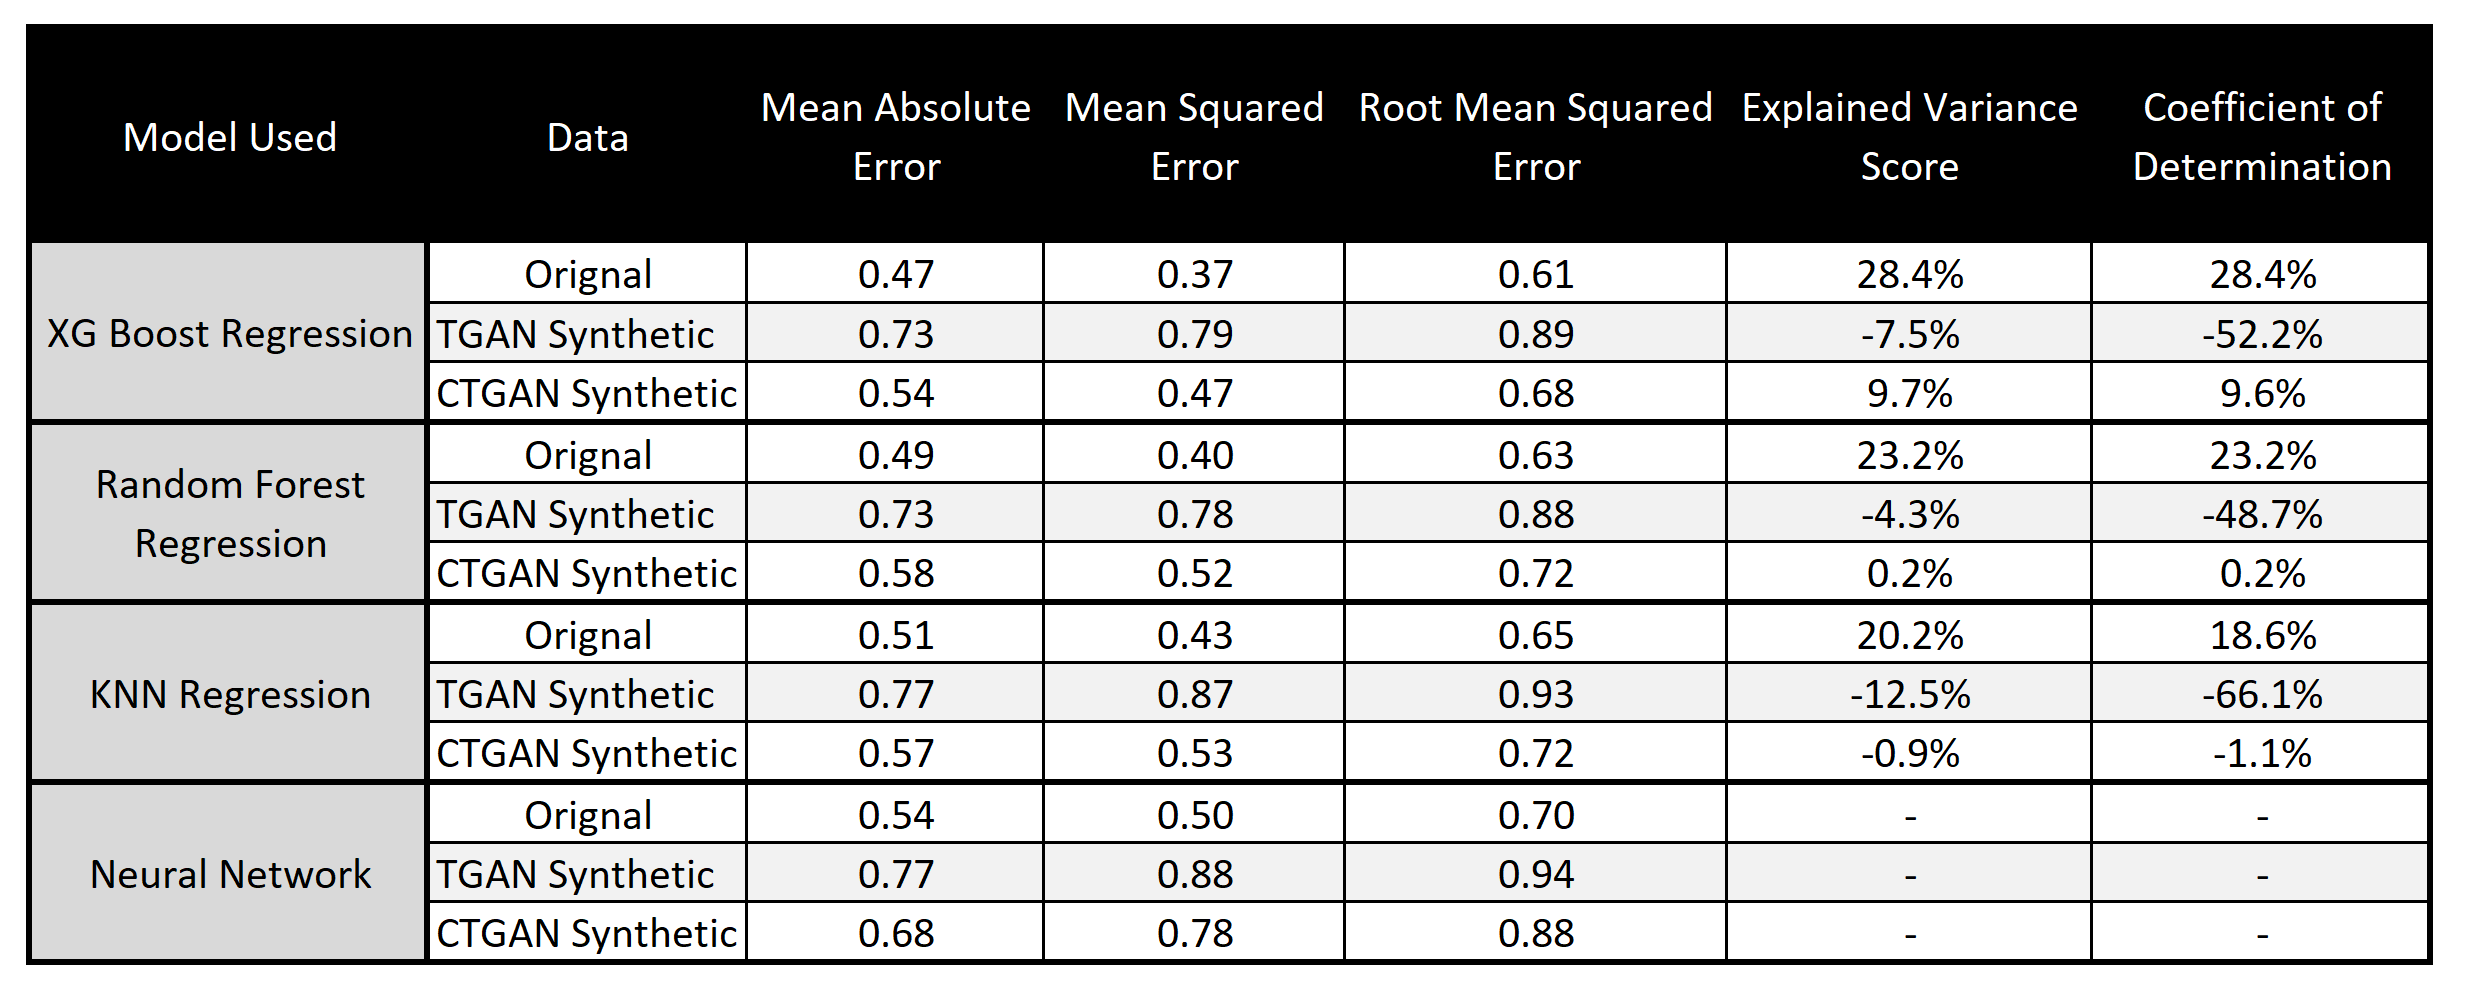 Model Used Data Mean Absolute Error Mean Squared Error Root Mean Squared Error Explained Variance Score Coefficient of Determination
XG Boost Regression
Orignal 0.47 0.37 0.61 28.4% 28.4%
TGAN Synthetic 0.73 0.79 0.89 -7.5% -52.2%
CTGAN Synthetic 0.54 0.47 0.68 9.7% 9.6%
Random Forest Regression
Orignal 0.49 0.40 0.63 23.2% 23.2%
TGAN Synthetic 0.73 0.78 0.88 -4.3% -48.7%
CTGAN Synthetic 0.58 0.52 0.72 0.2% 0.2%
KNN Regression
Orignal 0.51 0.43 0.65 20.2% 18.6%
TGAN Synthetic 0.77 0.87 0.93 -12.5% -66.1%
CTGAN Synthetic 0.57 0.53 0.72 -0.9% -1.1%
Neural Network
Orignal 0.54 0.50 0.70 - -
TGAN Synthetic 0.77 0.88 0.94 - -
CTGAN Synthetic 0.68 0.78 0.88 - -